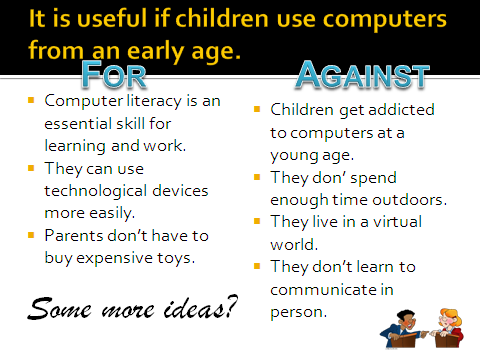 It is useful if children use computers
from an early age.
FOR
Computer literacy is an
essential skill for
learning and work.
They can use
technological devices
more easily.
Parents don't have to
buy expensive toys.
Some more ideas?
AGAINST
Children get addicted
to computers at a
young age.
They don' spend
enough time outdoors.
They live in a virtual
world.
They don't learn to
communicate in
person.